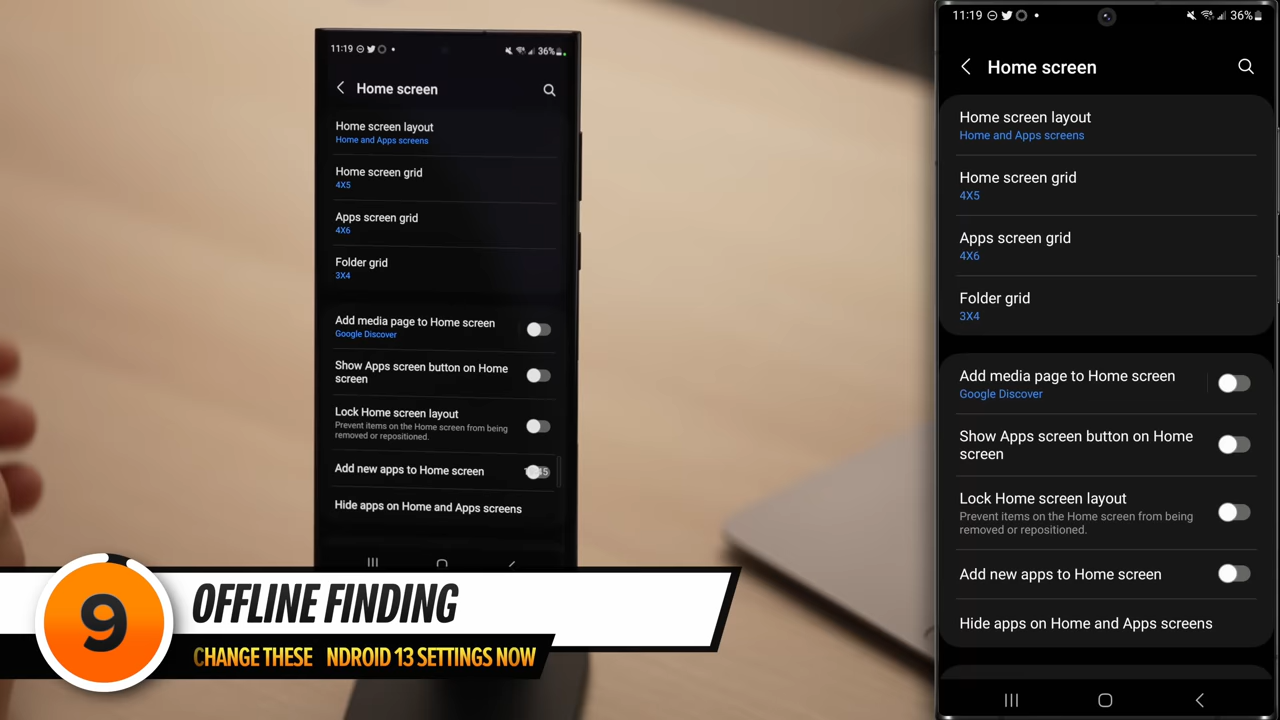 11:19
36%
Home screen
Home screen layout
Home and Apps screens
Home screen grid
4X5
Apps screen grid
4X6
Folder grid
3X4
Add media page to Home screen
Google Discover
Show Apps screen button on Home
screen
Lock Home screen layout
Prevent items on the Home screen from being
removed or repositioned.
Add new apps to Home screen
Hide apps on Home and Apps screens
9
OFFLINE FINDING
CHANGE THESE NDROID 13 SETTINGS NOW
11:19
36%
Home screen
Home screen layout
Home and Apps screens
Home screen grid
4X5
Apps screen grid
4X6
Folder grid
3X4
Add media page to Home screen
Google Discover
Show Apps screen button on Home
screen
Lock Home screen layout
Prevent items on the Home screen from being
removed or repositioned.
Add new apps to Home screen
Hide apps on Home and Apps screens